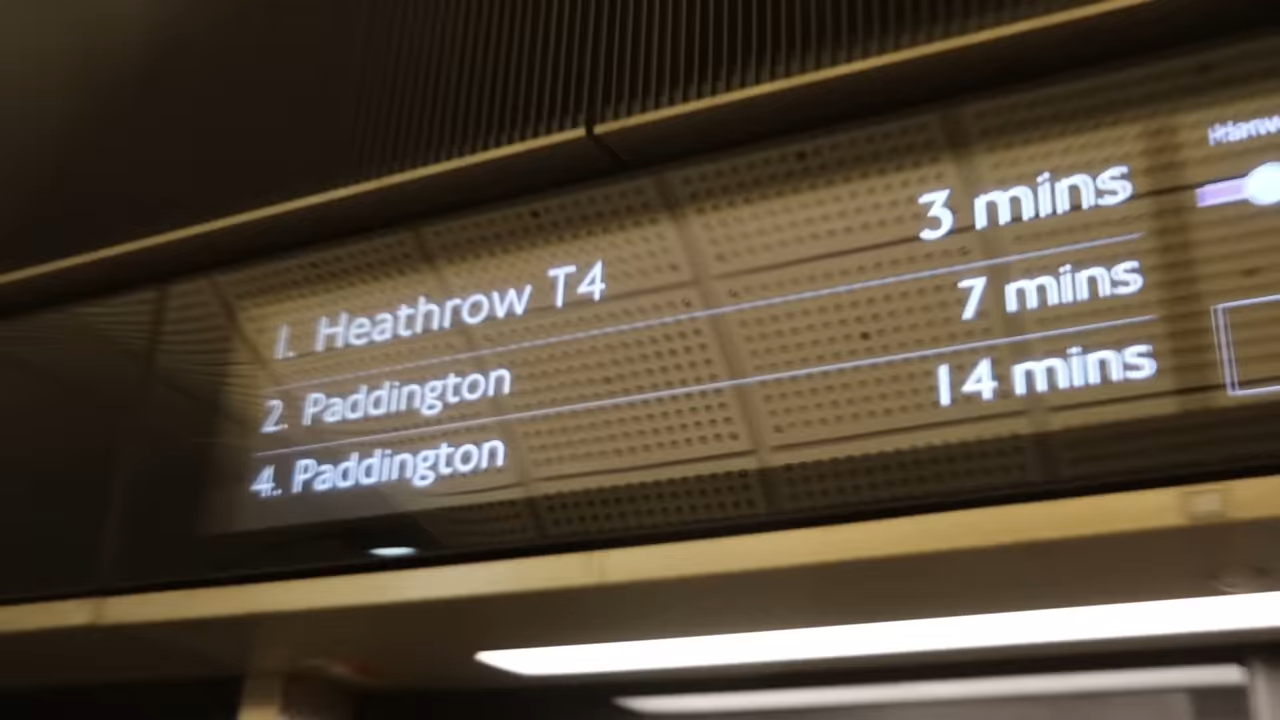 1. Heathrow T4 3 mins
2. Paddington 7 mins
4. Paddington 14 mins